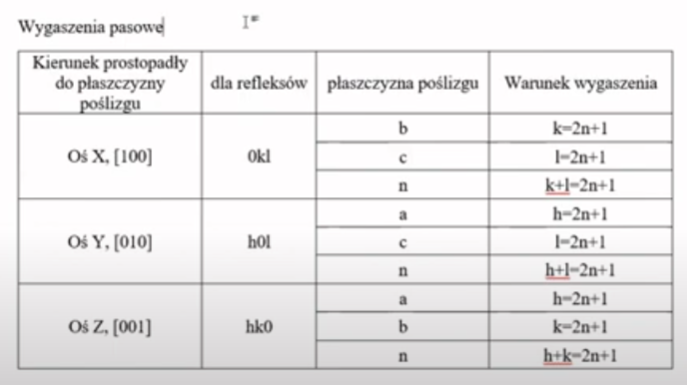 Wygaszenia pasowe
Kierunek prostopadły
do płaszczyzny
poślizgu
dla refleksów
płaszczyzna poślizgu
Warunek wygaszenia
Oś X, [100]
0kl
b
k=2n+1
c
l=2n+1
n
k+l=2n+1
Oś Y, [010]
h0l
a
h=2n+1
c
l=2n+1
n
h+l=2n+1
Oś Z, [001]
hk0
a
h=2n+1
b
k=2n+1
n
h+k=2n+1